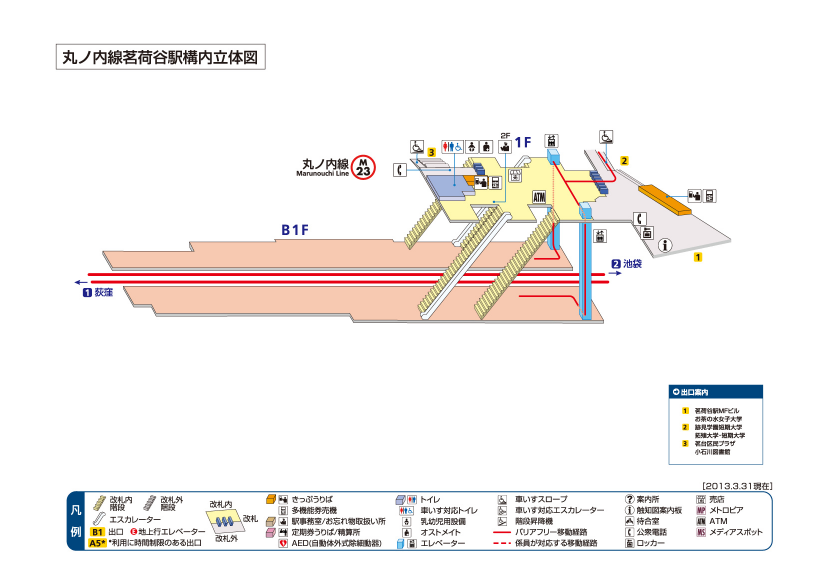 丸ノ内線茗荷谷駅構内立体図
2F
1F
丸ノ内線
Marunouchi Line
M
23
3
2
ATM
B1F
1
2 池袋
1 荻窪
出口案内
1 茗荷谷駅MFビル
お茶の水女子大学
2 跡見学園短期大学
拓殖大学・短期大学
3 茗台区民プラザ
小石川図書館
[2013.3.31現在]
凡例
改札内階段
改札外階段
エスカレーター
B1 出口
E 地上行エレベーター
A5* *利用に時間制限のある出口
改札内
改札
改札外
きっぷうりば
多機能券売機
駅事務室/お忘れ物取扱い所
定期券うりば/精算所
AED(自動体外式除細動器)
トイレ
車いす対応トイレ
乳幼児用設備
オストメイト
エレベーター
車いすスロープ
車いす対応エスカレーター
階段昇降機
バリアフリー移動経路
係員が対応する移動経路
案内所
触知図案内板
待合室
公衆電話
ロッカー
売店
MP メトロピア
ATM ATM
MS メディアスポット